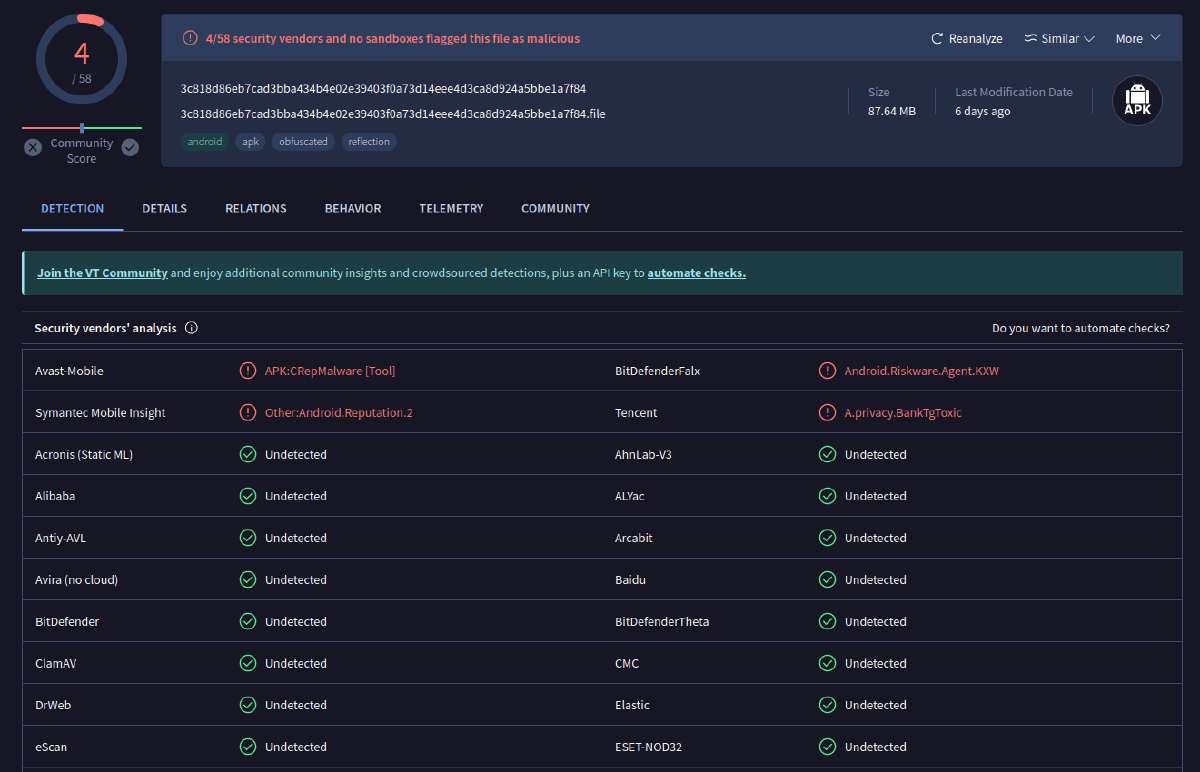 4
/ 58
Community
Score
4/58 security vendors and no sandboxes flagged this file as malicious
Reanalyze
Similar
More
3c818d86eb7cad3bba434b4e02e39403f0a73d14eee4d3ca8d924a5bbe1a7f84
3c818d86eb7cad3bba434b4e02e39403f0a73d14eee4d3ca8d924a5bbe1a7f84.file
android apk obfuscated reflection
Size
87.64 MB
Last Modification Date
6 days ago
APK
DETECTION DETAILS RELATIONS BEHAVIOR TELEMETRY COMMUNITY
Join the VT Community and enjoy additional community insights and crowdsourced detections, plus an API key to automate checks.
Security vendors' analysis Do you want to automate checks?
Avast-Mobile APK:CRepMalware [Tool] BitDefenderFalx Android.Riskware.Agent.KXW
Symantec Mobile Insight Other:Android.Reputation.2 Tencent A.privacy.BankTgToxic
Acronis (Static ML) Undetected AhnLab-V3 Undetected
Alibaba Undetected ALYac Undetected
Antiy-AVL Undetected Arcabit Undetected
Avira (no cloud) Undetected Baidu Undetected
BitDefender Undetected BitDefenderTheta Undetected
ClamAV Undetected CMC Undetected
DrWeb Undetected Elastic Undetected
eScan Undetected ESET-NOD32 Undetected